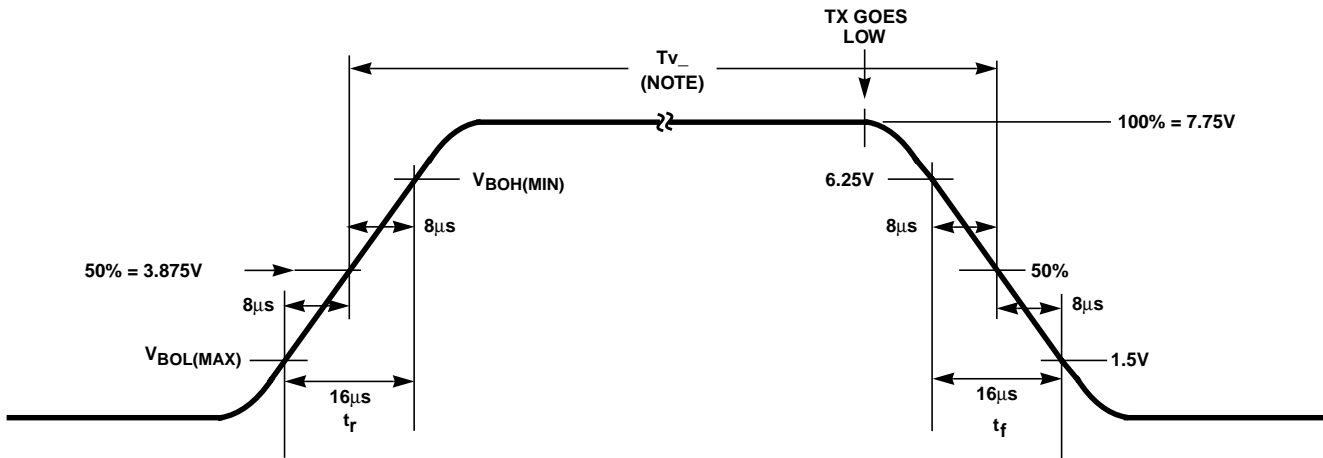 TX GOES
LOW
Tv_
(NOTE)
100% = 7.75V
VBOH(MIN)
6.25V
8μs
8μs
50% = 3.875V
50%
8μs
8μs
VBOL(MAX)
1.5V
16μs
tr
16μs
tf